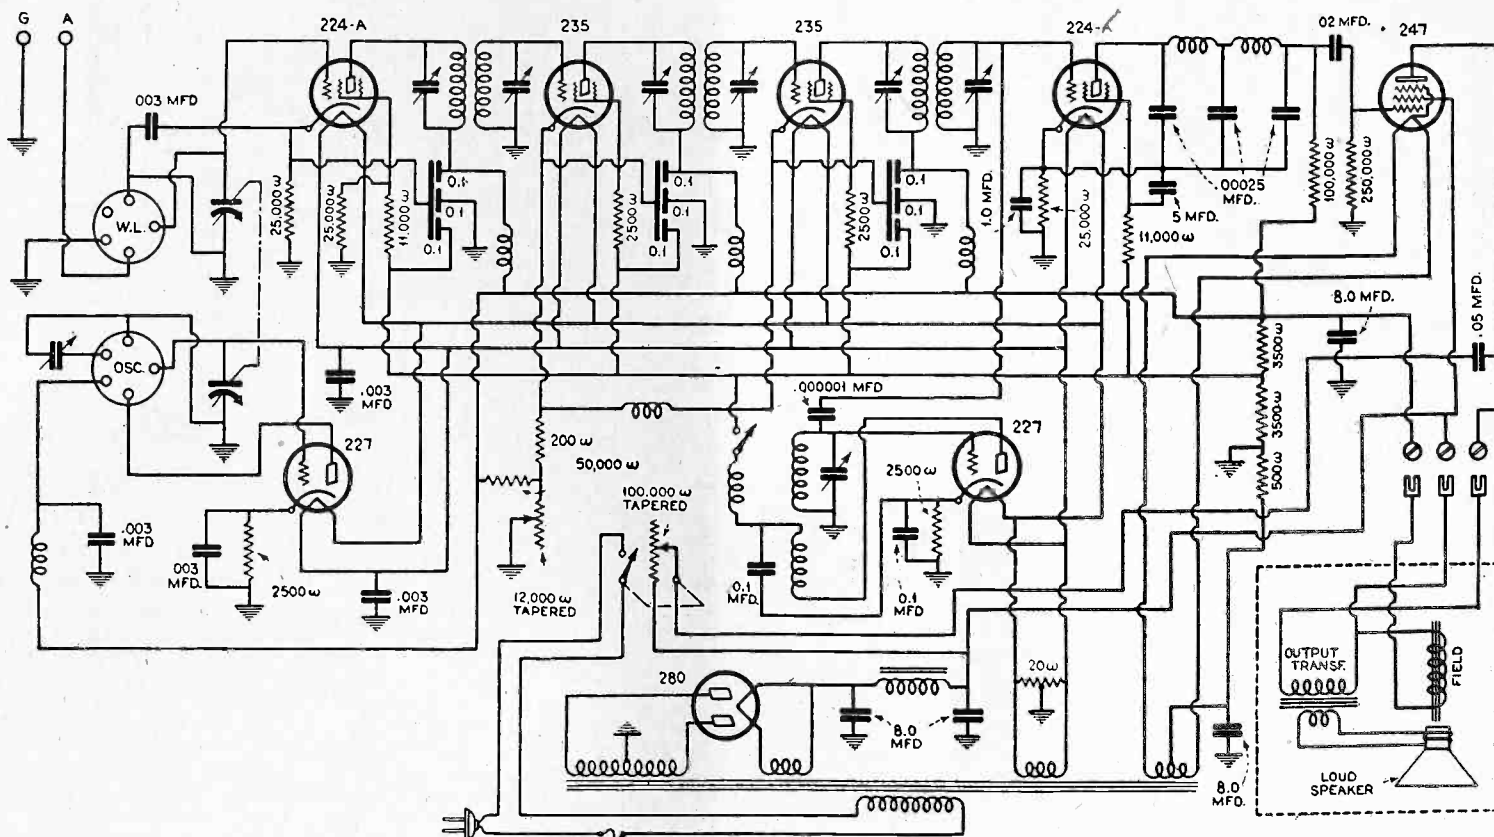 G
A
224-A
235
235
224-A
02 MFD.
247
003 MFD
W.L.
25,000 ω
25,000 ω
11,000 ω
0.1
0.1
0.1
2500 ω
0.1
0.1
0.1
2500 ω
0.1
0.1
0.1
1.0 MFD.
25,000 ω
11,000 ω
5 MFD.
.00025
MFD.
100,000 ω
250,000 ω
8.0 MFD.
.05 MFD.
OSC.
.003
MFD
227
.003
MFD
003
MFD.
2500 ω
.003
MFD
200 ω
50,000 ω
100.000 ω
TAPERED
12,000 ω
TAPERED
.000001 MFD
227
2500 ω
0.1
MFD.
0.1
MFD
3500 ω
3500 ω
500 ω
280
8.0
MFD
20 ω
8.0
MFD.
OUTPUT
TRANSF.
FIELD
LOUD
SPEAKER